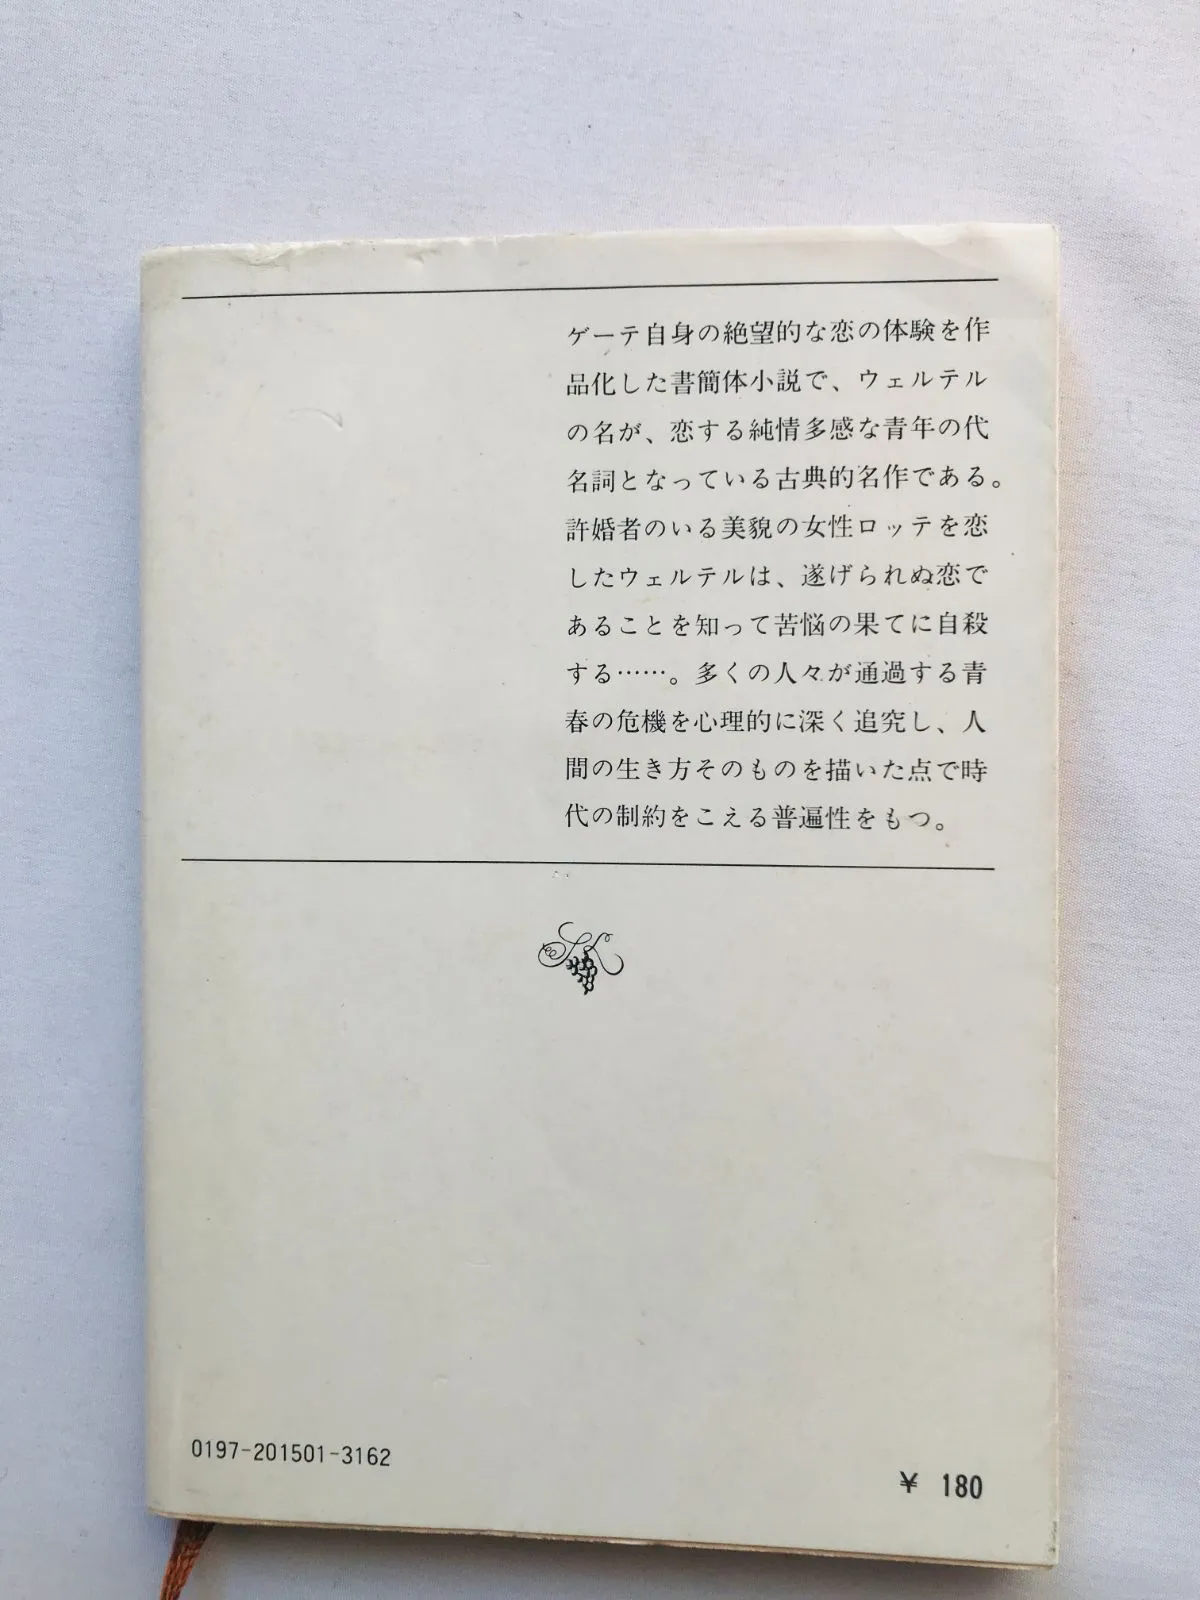 ゲーテ自身の絶望的な恋の体験を作
品化した書簡体小説で、ウェルテル
の名が、恋する純情多感な青年の代
名詞となっている古典的名作である。
許婚者のいる美貌の女性ロッテを恋
したウェルテルは、遂げられぬ恋で
あることを知って苦悩の果てに自殺
する……。多くの人々が通過する青
春の危機を心理的に深く追究し、人
間の生き方そのものを描いた点で時
代の制約をこえる普遍性をもつ。
0197-201501-3162
¥ 180